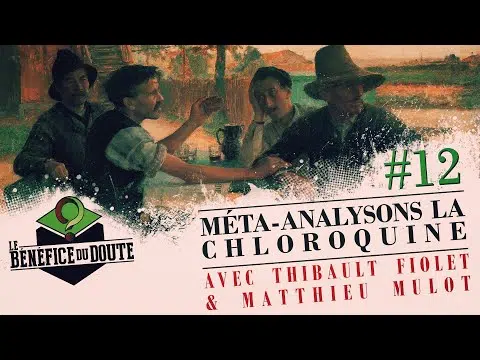 #12
MÉTA-ANALYSONS LA
CHLOROQUINE
AVEC THIBAULT FIOLET
& MATTHIEU MULOT
LE
BÉNÉFICE DU DOUTE